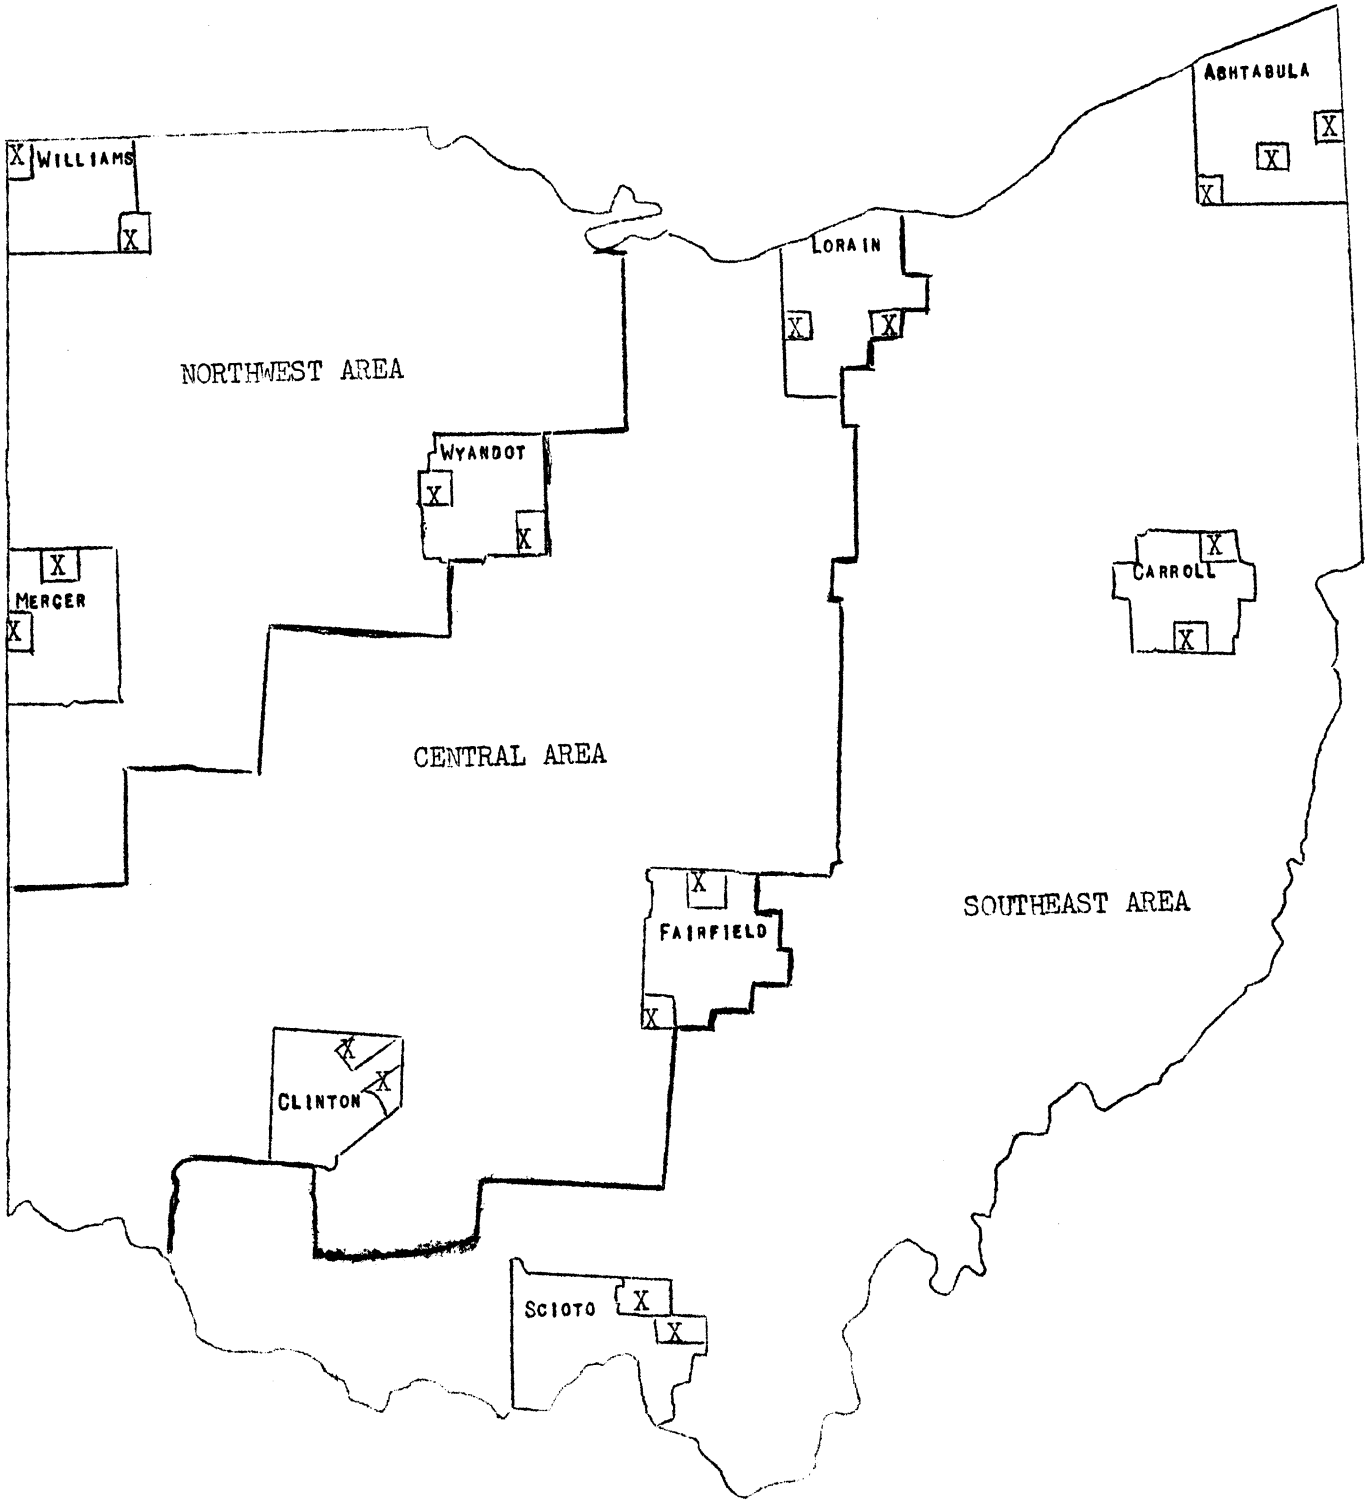 ASHTABULA
X
X
X
X WILLIAMS
X
LORAIN
X X
NORTHWEST AREA
WYANDOT
X
X
X
MERCER
X
X
CARROLL
X
CENTRAL AREA
X
FAIRFIELD
X
SOUTHEAST AREA
X
X
CLINTON
SCIOTO
X
X